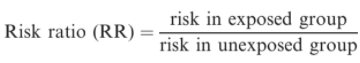 Risk ratio (RR) = risk in exposed group
risk in unexposed group